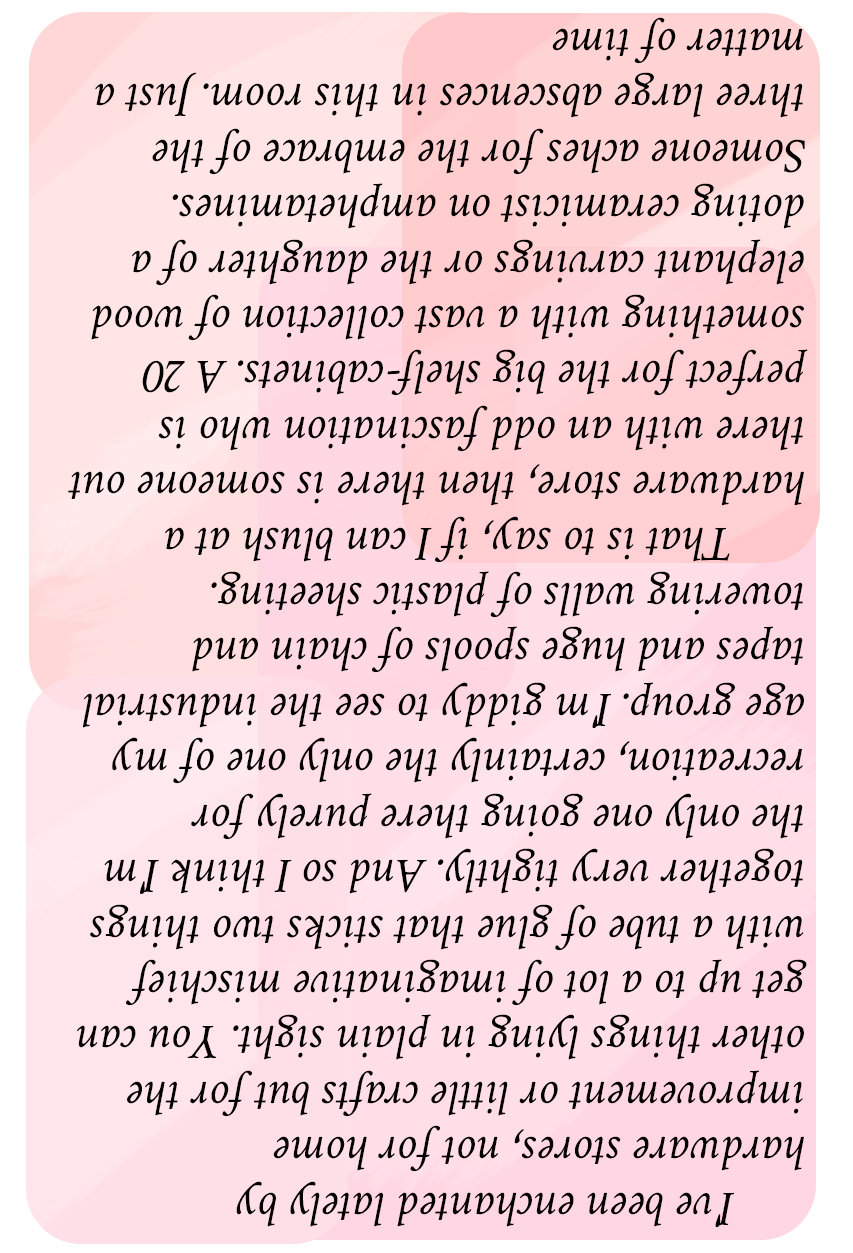 I've been enchanted lately by
hardware stores, not for home
improvement or little crafts but for the
other things lying in plain sight. You can
get up to a lot of imaginative mischief
with a tube of glue that sticks two things
together very tightly. And so I think I'm
the only one going there purely for
recreation, certainly the only one of my
age group. I'm giddy to see the industrial
tapes and huge spools of chain and
towering walls of plastic sheeting.
That is to say, if I can blush at a
hardware store, then there is someone out
there with an odd fascination who is
perfect for the big shelf-cabinets. A 20
something with a vast collection of wood
elephant carvings or the daughter of a
doting ceramicist on amphetamines.
Someone aches for the embrace of the
three large abscences in this room. Just a
matter of time